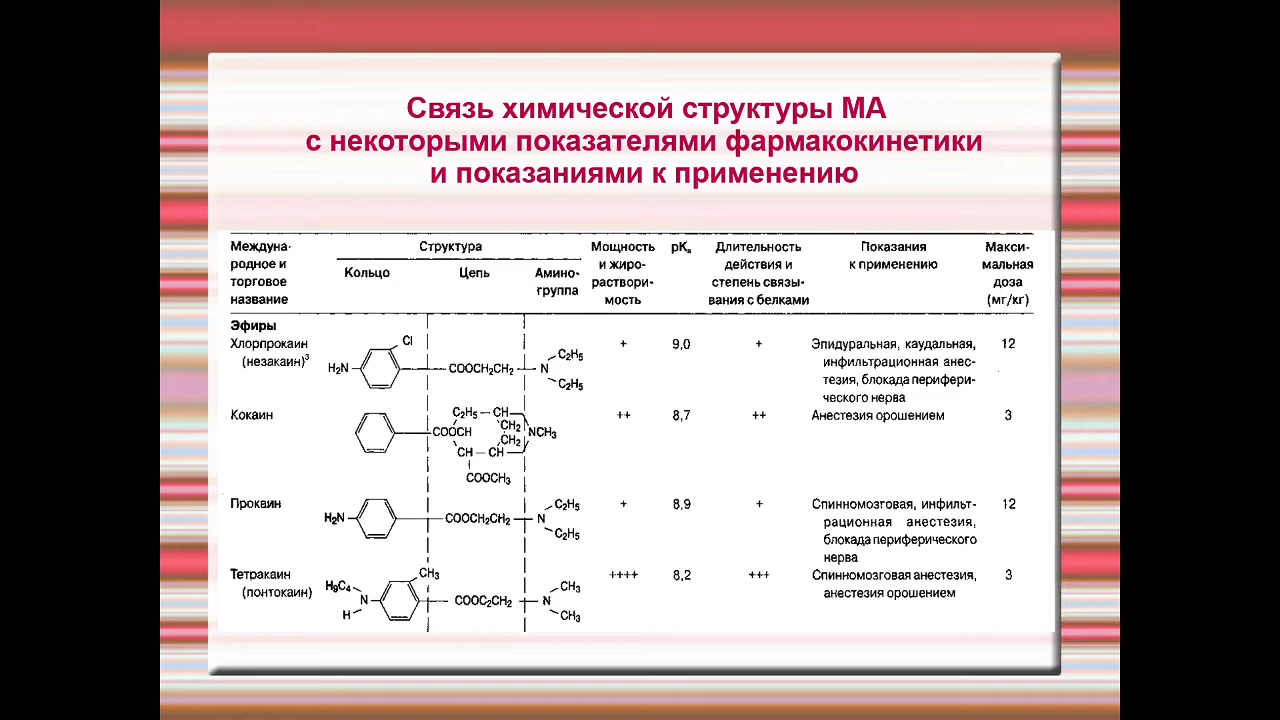 Связь химической структуры МА
с некоторыми показателями фармакокинетики
и показаниями к применению
Междуна-
родное и
торговое
название
Структура
Кольцо
Цепь
Амино-
группа
Мощность
и жиро-
раствори-
мость
pKa
Длительность
действия и
степень связы-
вания с белками
Показания
к применению
Макси-
мальная
доза
(мг/кг)
Эфиры
Хлорпрокаин
(незакаин)³
Cl
H₂N
COOCH₂CH₂
N
C₂H₅
C₂H₅
+
9,0
+
Эпидуральная, каудальная,
инфильтрационная анес-
тезия, блокада перифери-
ческого нерва
12
Кокаин
C₂H₅
CH
COOCH
CH₂
CH₂
NCH₃
CH
CH
COOCH₃
++
8,7
++
Анестезия орошением
3
Прокаин
H₂N
COOCH₂CH₂
N
C₂H₅
C₂H₅
+
8,9
+
Спинномозговая, инфильт-
рационная анестезия,
блокада периферического
нерва
12
Тетракаин
(понтокаин)
H₉C₄
N
H
CH₃
COOC₂CH₂
N
CH₃
CH₃
++++
8,2
+++
Спинномозговая анестезия,
анестезия орошением
3